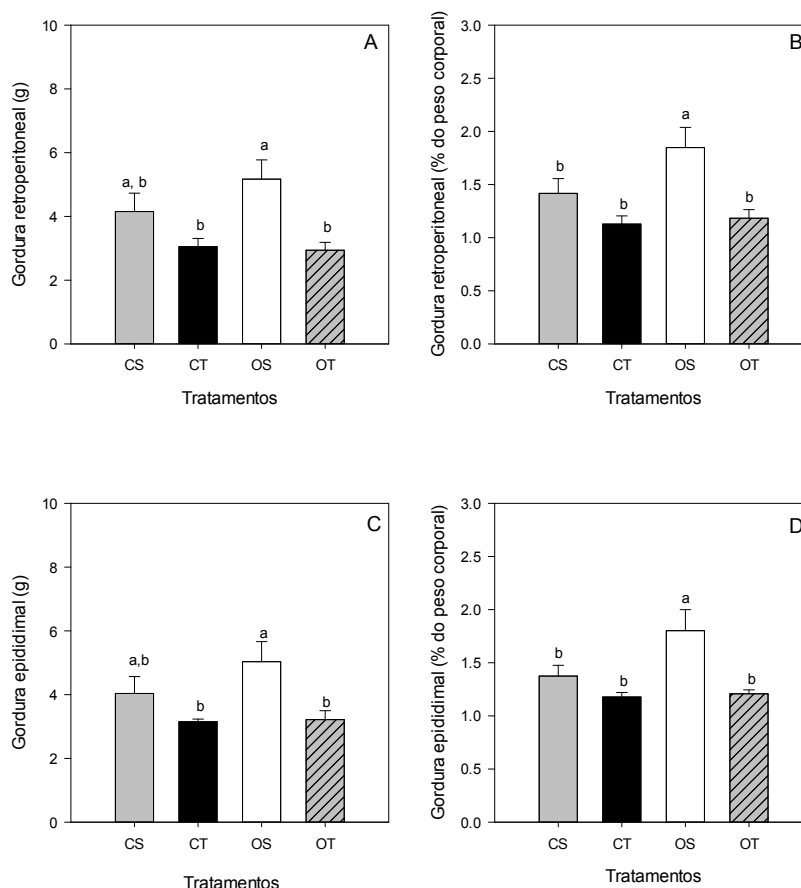 A
Gordura retroperitoneal (g)
10
8
6
4
2
0
a, b
b
a
b
CS CT OS OT
Tratamentos
B
Gordura retroperitoneal (% do peso corporal)
3.0
2.5
2.0
1.5
1.0
0.5
0.0
b
b
a
b
CS CT OS OT
Tratamentos
C
Gordura epididimal (g)
10
8
6
4
2
0
a,b
b
a
b
CS CT OS OT
Tratamentos
D
Gordura epididimal (% do peso corporal)
3.0
2.5
2.0
1.5
1.0
0.5
0.0
b
b
a
b
CS CT OS OT
Tratamentos